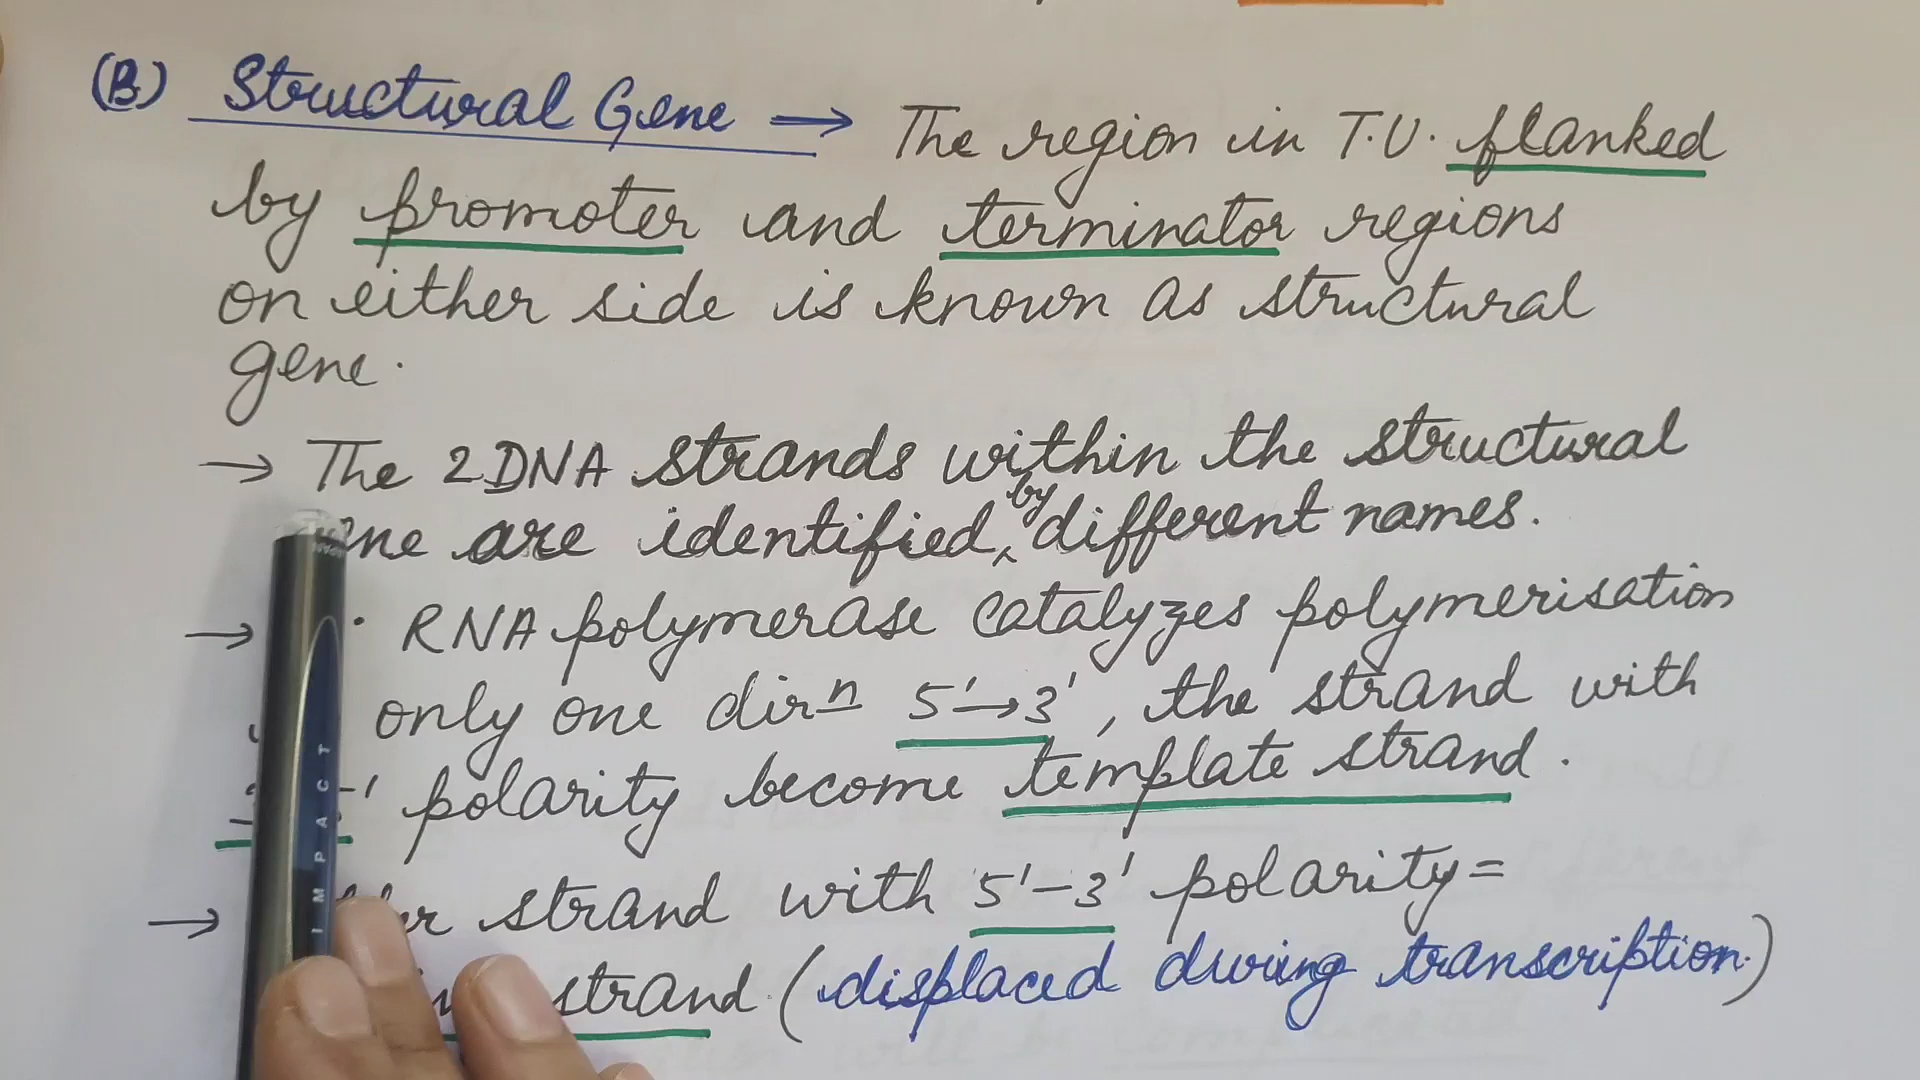 (B) Structural Gene → The region in T.U. flanked
by promoter and terminator regions
on either side is known as structural
gene.
→ The 2 DNA strands within the structural
are identified by different names.
→ RNA polymerase catalyzes polymerisation
only one dirn 5'→3', the strand with
polarity become template strand.
→ strand with 5'-3' polarity=
strand. (displaced during transcription.)
IMPACT